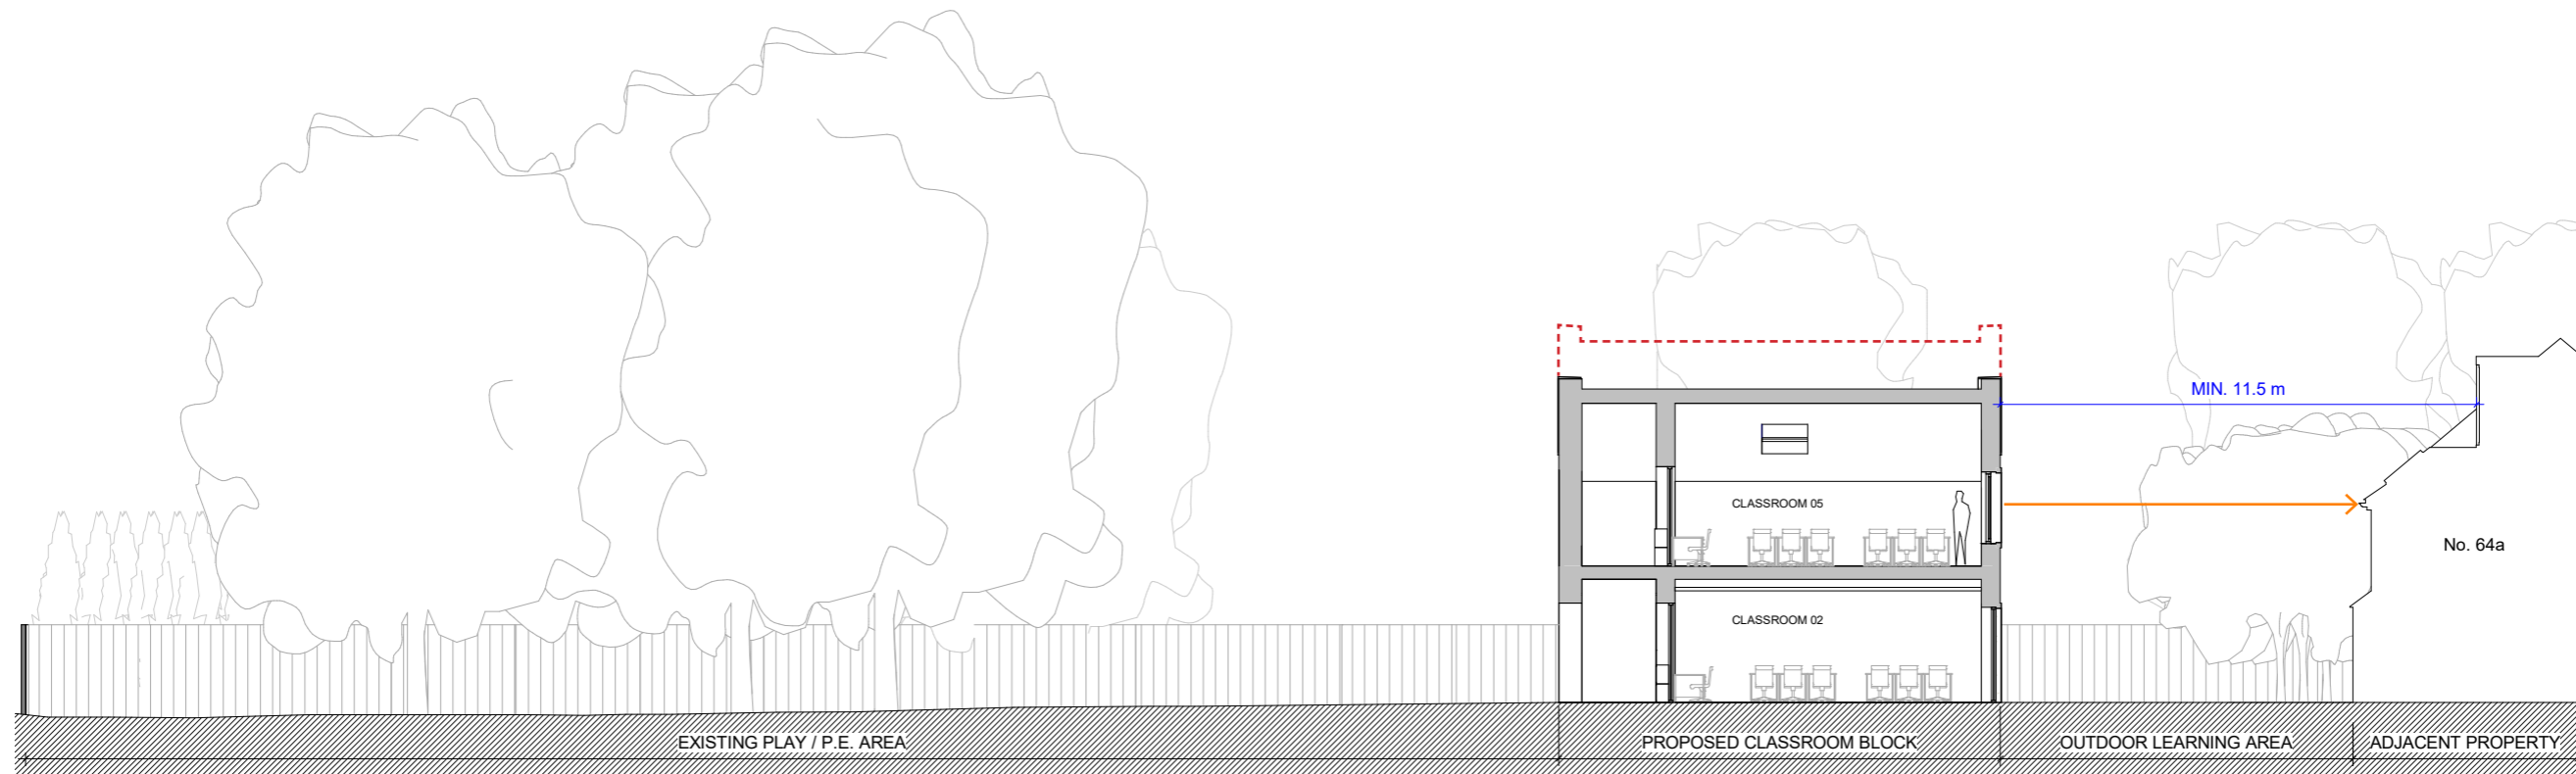 MIN. 11.5 m
CLASSROOM 05
No. 64a
CLASSROOM 02
EXISTING PLAY / P.E. AREA
PROPOSED CLASSROOM BLOCK
OUTDOOR LEARNING AREA
ADJACENT PROPERTY